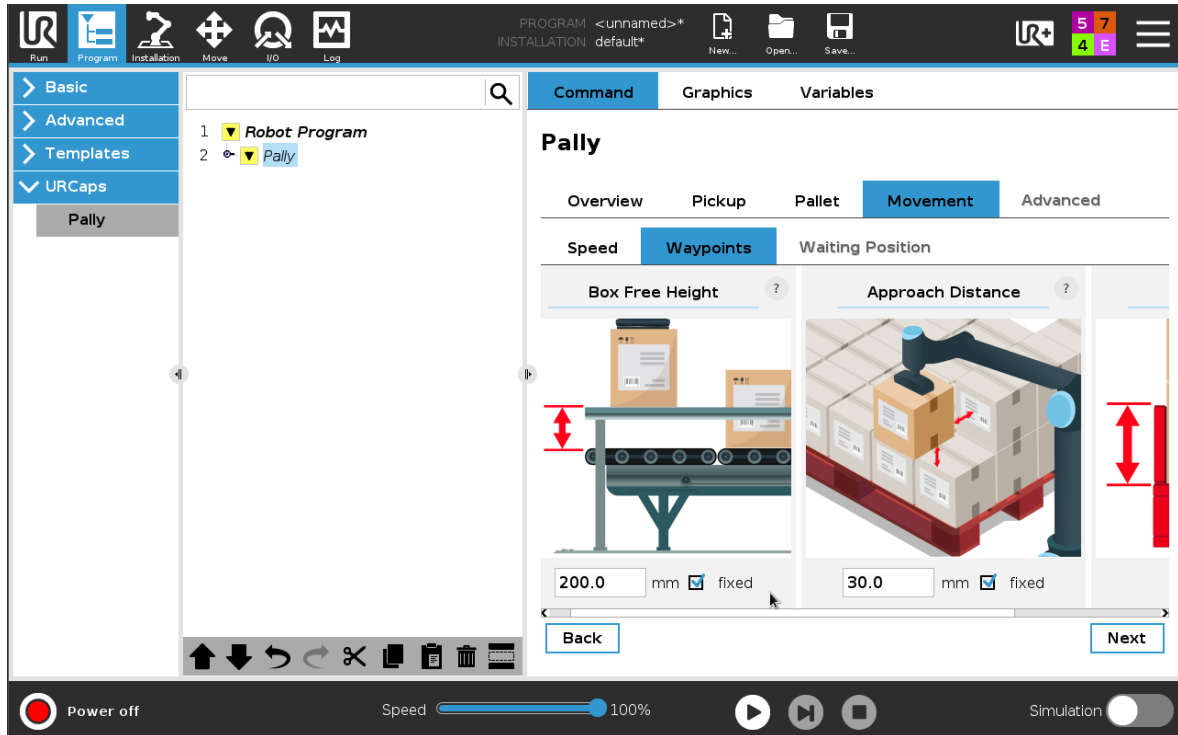 PROGRAM <unnamed>*
INSTALLATION default*
UR
Run
Program
Installation
Move
I/O
Log
New...
Open...
Save...
UR+
5 7
4 E
Basic
Advanced
Templates
URCaps
Pally
1 Robot Program
2 Pally
Command Graphics Variables
Pally
Overview Pickup Pallet Movement Advanced
Speed Waypoints Waiting Position
Box Free Height ?
Approach Distance ?
200.0 mm fixed
30.0 mm fixed
Back
Next
Power off
Speed 100%
Simulation